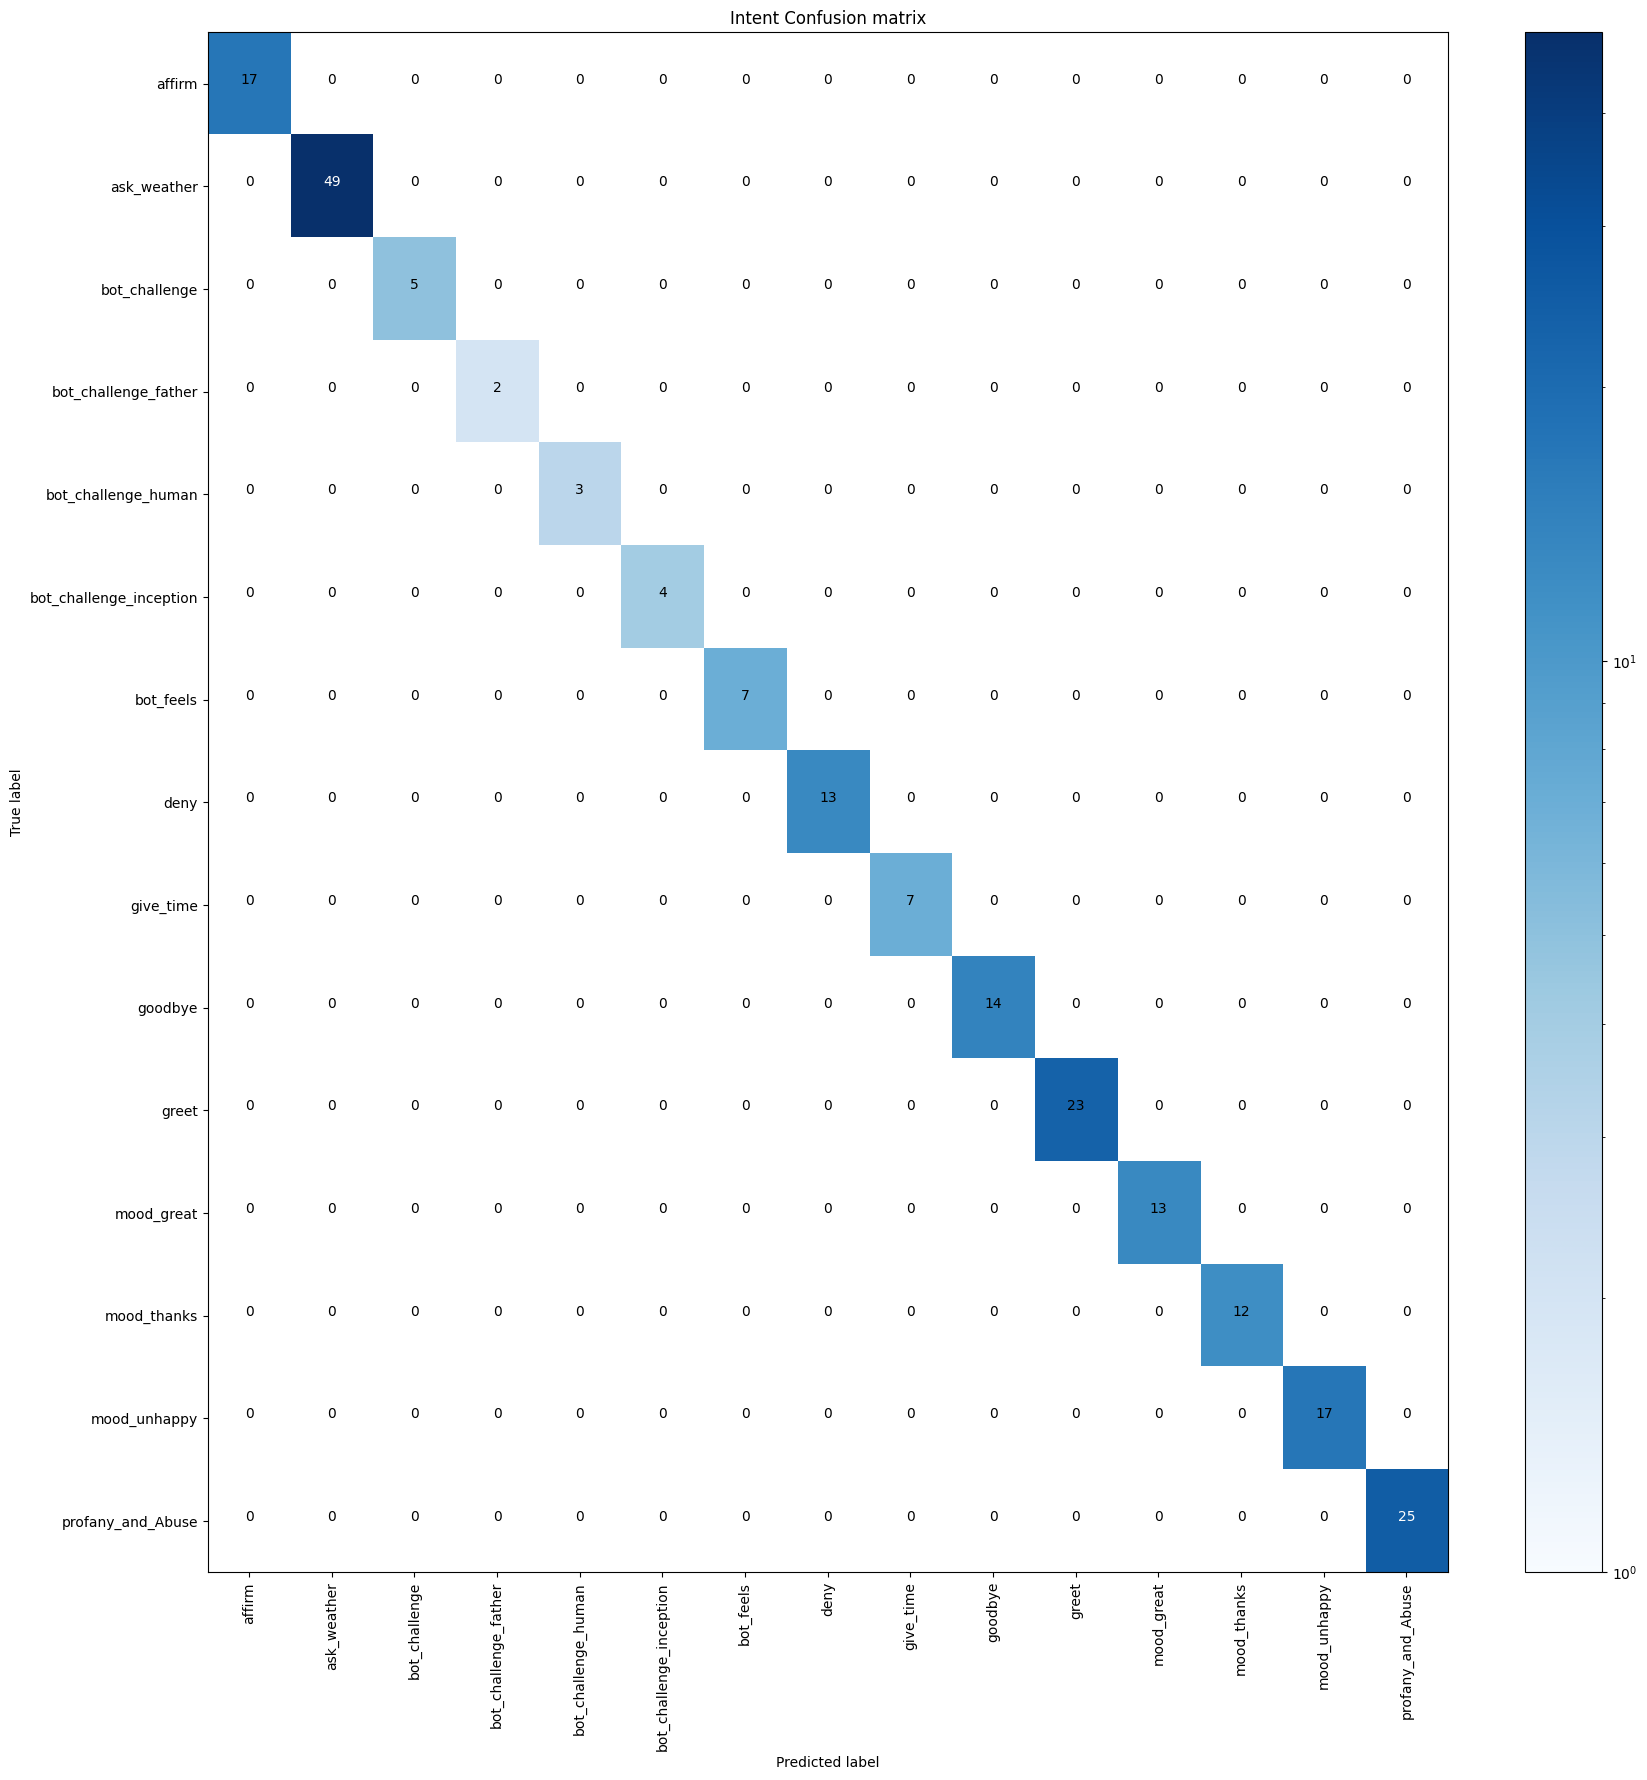 Intent Confusion matrix
affirm 17 0 0 0 0 0 0 0 0 0 0 0 0 0 0
ask_weather 0 49 0 0 0 0 0 0 0 0 0 0 0 0 0
bot_challenge 0 0 5 0 0 0 0 0 0 0 0 0 0 0 0
bot_challenge_father 0 0 0 2 0 0 0 0 0 0 0 0 0 0 0
bot_challenge_human 0 0 0 0 3 0 0 0 0 0 0 0 0 0 0
bot_challenge_inception 0 0 0 0 0 4 0 0 0 0 0 0 0 0 0
bot_feels 0 0 0 0 0 0 7 0 0 0 0 0 0 0 0
deny 0 0 0 0 0 0 0 13 0 0 0 0 0 0 0
give_time 0 0 0 0 0 0 0 0 7 0 0 0 0 0 0
goodbye 0 0 0 0 0 0 0 0 0 14 0 0 0 0 0
greet 0 0 0 0 0 0 0 0 0 0 23 0 0 0 0
mood_great 0 0 0 0 0 0 0 0 0 0 0 13 0 0 0
mood_thanks 0 0 0 0 0 0 0 0 0 0 0 0 12 0 0
mood_unhappy 0 0 0 0 0 0 0 0 0 0 0 0 0 17 0
profany_and_Abuse 0 0 0 0 0 0 0 0 0 0 0 0 0 0 25
True label
affirm
ask_weather
bot_challenge
bot_challenge_father
bot_challenge_human
bot_challenge_inception
bot_feels
deny
give_time
goodbye
greet
mood_great
mood_thanks
mood_unhappy
profany_and_Abuse
Predicted label
10¹
10⁰